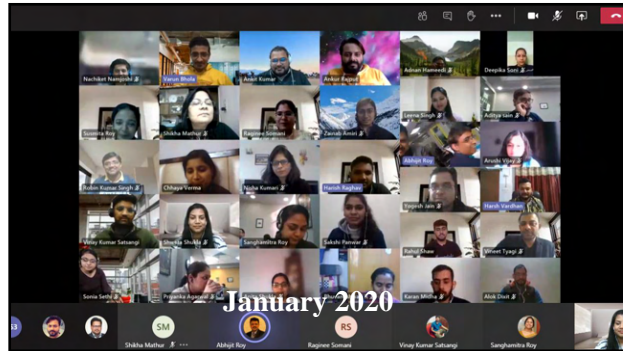 Nachiket Namjoshi
Varun Bhola
Ankit Kumar
Ankur Rajput
Adnan Hameedi
Deepika Soni
Susmita Roy
Shikha Mathur
Raginee Somani
Zainab Amiri
Leena Singh
Aditya Jain
Robin Kumar Singh
Chhaya Verma
Nisha Kumari
Harish Raghav
Abhijit Roy
Arushi Vijay
Yogesh Jain
Harsh Vardhan
Vinay Kumar Satsangi
Shweta Shukla
Sanghamitra Roy
Sakshi Panwar
Rahul Shaw
Vineet Tyagi
Sonia Sethi
Priyanka Agarwal
Karan Midha
Alok Dixit
January 2020
SM
RS
Shikha Mathur
Abhijit Roy
Raginee Somani
Vinay Kumar Satsangi
Sanghamitra Roy